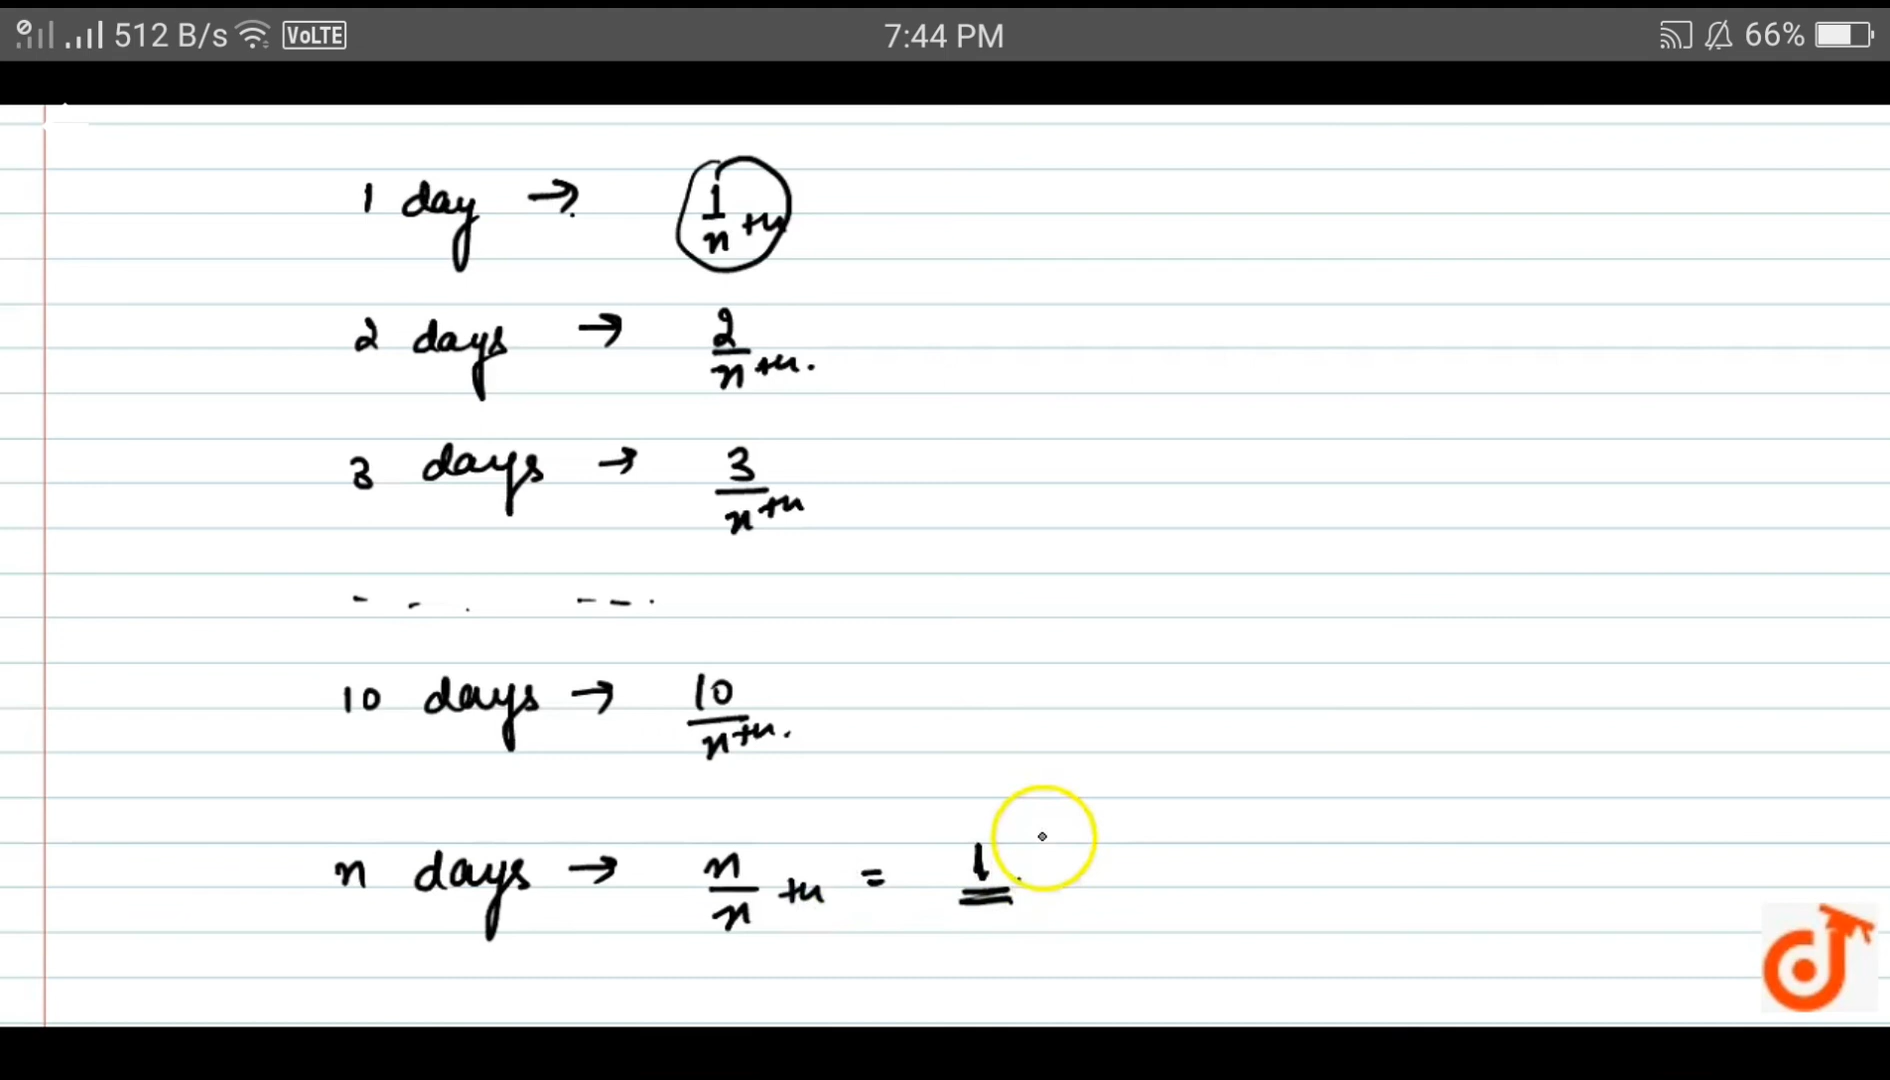 512 B/s VoLTE 7:44 PM 66%
1 day → 1/n th
2 days → 2/n th.
3 days → 3/n th
10 days → 10/n th.
n days → n/n th = 1.